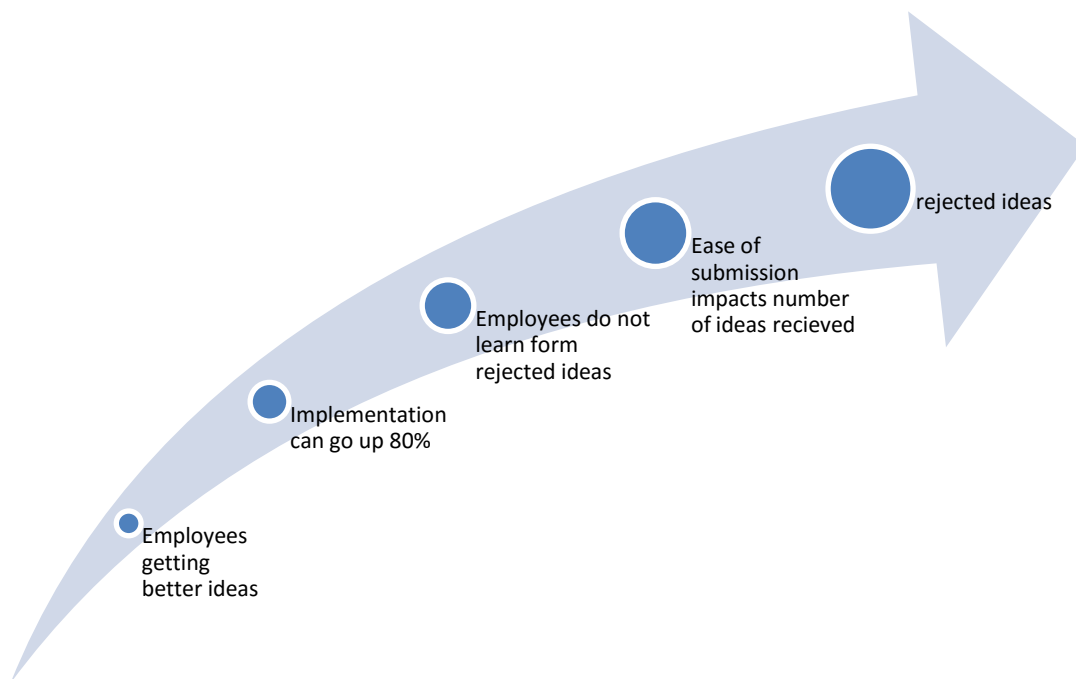 Employees
getting
better ideas
Implementation
can go up 80%
Employees do not
learn form
rejected ideas
Ease of
submission
impacts number
of ideas recieved
rejected ideas